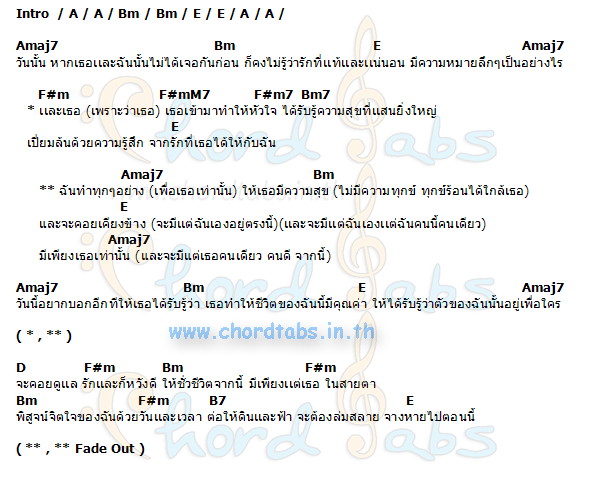 Intro / A / A / Bm / Bm / E / E / A / A /
Amaj7 Bm E Amaj7
วันนั้น หากเธอและฉันนั้นไม่ได้เจอกันก่อน ก็คงไม่รู้ว่ารักที่แท้และแน่นอน มีความหมายลึกๆเป็นอย่างไร
F#m F#mM7 F#m7 Bm7
* และเธอ (เพราะว่าเธอ) เธอเข้ามาทำให้หัวใจ ได้รับรู้ความสุขที่แสนยิ่งใหญ่
E
เปี่ยมล้นด้วยความรู้สึก จากรักที่เธอได้ให้กับฉัน
Amaj7 Bm
** ฉันทำทุกๆอย่าง (เพื่อเธอเท่านั้น) ให้เธอมีความสุข (ไม่มีความทุกข์ ทุกข์ร้อนได้ใกล้เธอ)
E
และจะคอยเคียงข้าง (จะมีแต่ฉันเองอยู่ตรงนี้)(และจะมีแต่ฉันเองแต่ฉันคนนี้คนเดียว)
Amaj7
มีเพียงเธอเท่านั้น (และจะมีแต่เธอคนเดียว คนดี จากนี้)
Amaj7 Bm E Amaj7
วันนี้อยากบอกอีกทีให้เธอได้รับรู้ว่า เธอทำให้ชีวิตของฉันนี้มีคุณค่า ให้ได้รับรู้ว่าตัวของฉันนั้นอยู่เพื่อใคร
( * , ** )
www.chordtabs.in.th
D F#m Bm F#m
จะคอยดูแล รักและก็หวังดี ให้ชั่วชีวิตจากนี้ มีเพียงแต่เธอ ในสายตา
Bm F#m B7 E
พิสูจน์จิตใจของฉันด้วยวันและเวลา ต่อให้ดินและฟ้า จะต้องล่มสลาย จางหายไปตอนนี้
( ** , ** Fade Out )